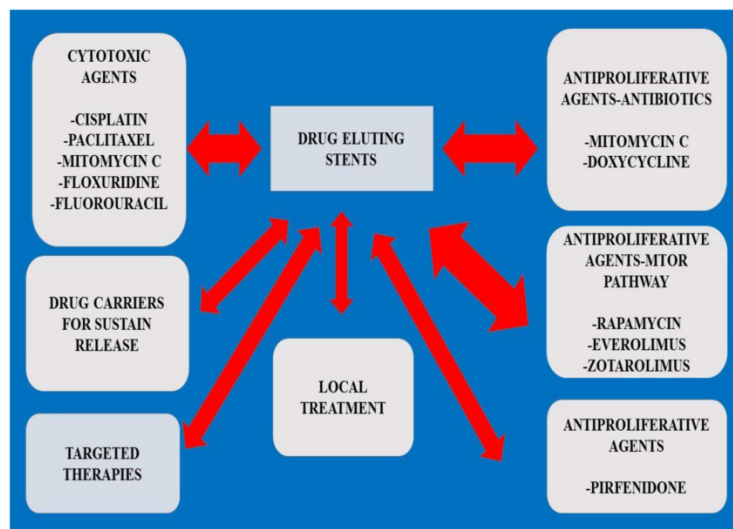 CYTOTOXIC
AGENTS
-CISPLATIN
-PACLITAXEL
-MITOMYCIN C
-FLOXURIDINE
-FLUOROURACIL
DRUG ELUTING
STENTS
ANTIPROLIFERATIVE
AGENTS-ANTIBIOTICS
-MITOMYCIN C
-DOXYCYCLINE
DRUG CARRIERS
FOR SUSTAIN
RELEASE
ANTIPROLIFERATIVE
AGENTS-MTOR
PATHWAY
-RAPAMYCIN
-EVEROLIMUS
-ZOTAROLIMUS
LOCAL
TREATMENT
TARGETED
THERAPIES
ANTIPROLIFERATIVE
AGENTS
-PIRFENIDONE